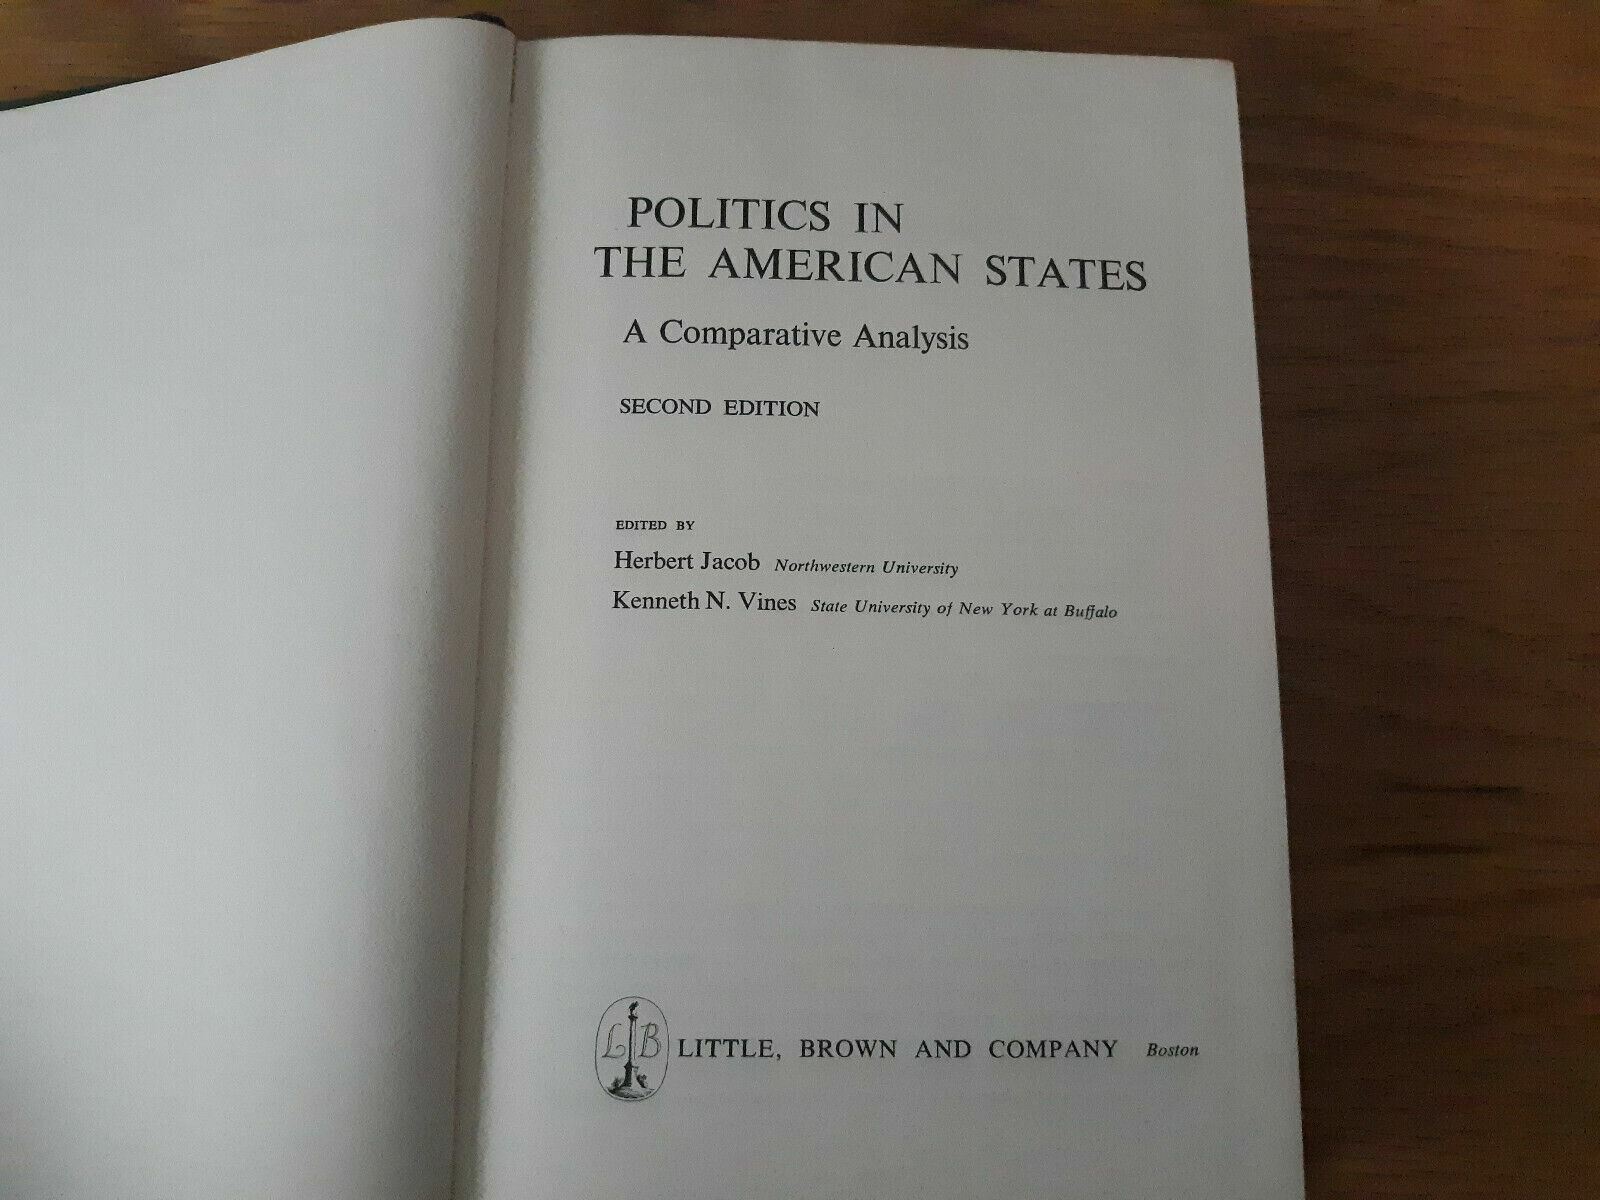 POLITICS IN
THE AMERICAN STATES
A Comparative Analysis
SECOND EDITION
EDITED BY
Herbert Jacob Northwestern University
Kenneth N. Vines State University of New York at Buffalo
LB LITTLE, BROWN AND COMPANY Boston